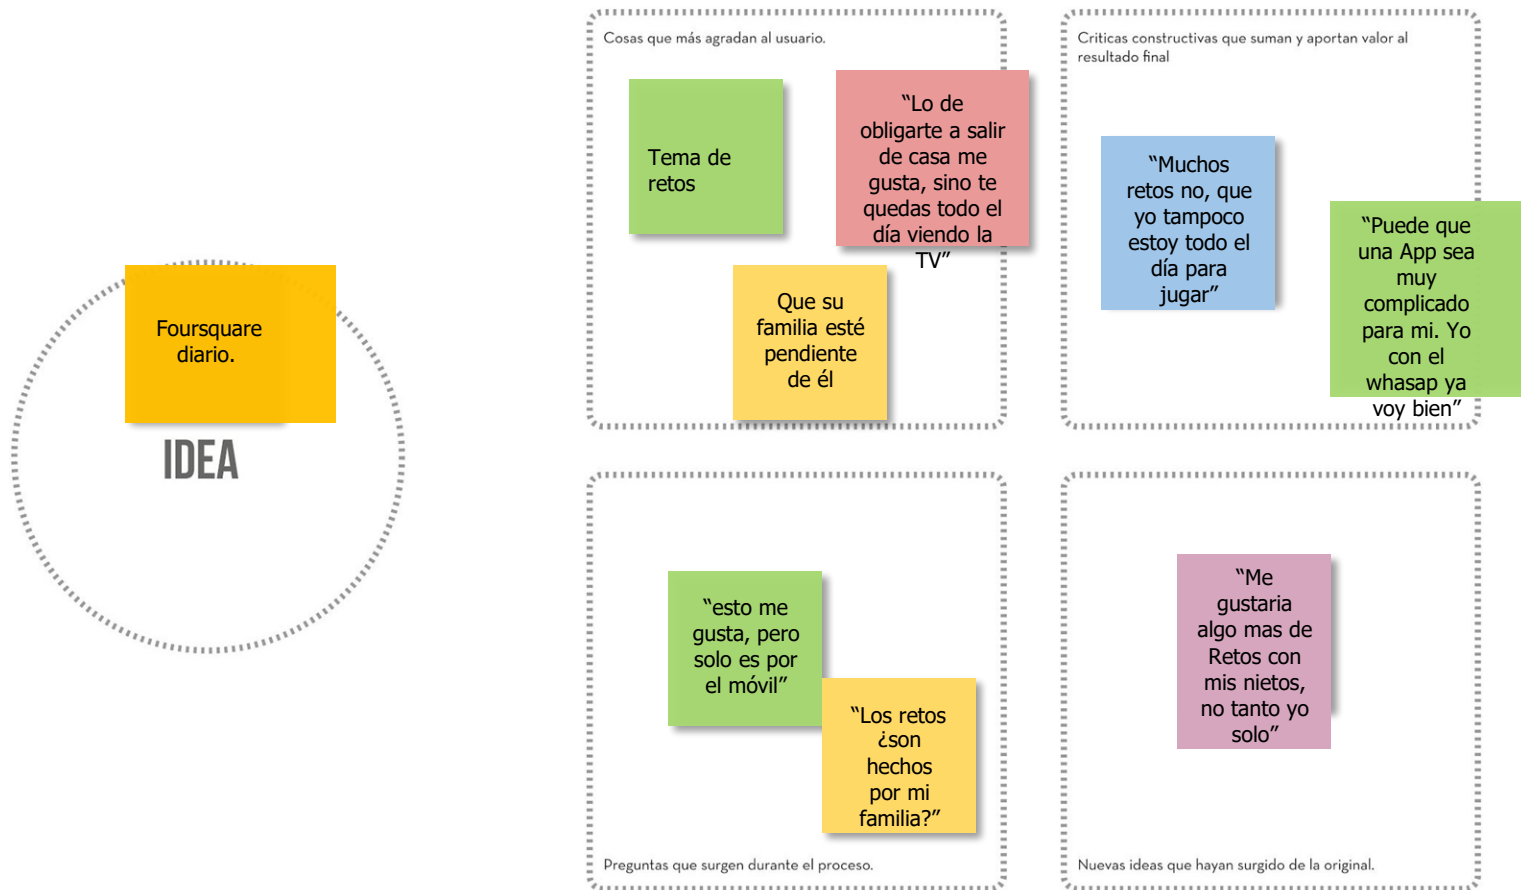 Foursquare
diario.
IDEA
Cosas que más agradan al usuario.
Tema de
retos
“Lo de
obligarte a salir
de casa me
gusta, sino te
quedas todo el
día viendo la
TV”
Que su
familia esté
pendiente
de él
Criticas constructivas que suman y aportan valor al
resultado final
“Muchos
retos no, que
yo tampoco
estoy todo el
día para
jugar”
“Puede que
una App sea
muy
complicado
para mi. Yo
con el
whasap ya
voy bien”
“esto me
gusta, pero
solo es por
el móvil”
“Los retos
¿son
hechos
por mi
familia?”
Preguntas que surgen durante el proceso.
“Me
gustaria
algo mas de
Retos con
mis nietos,
no tanto yo
solo”
Nuevas ideas que hayan surgido de la original.